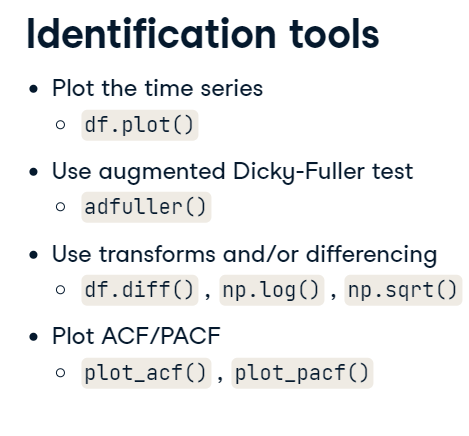 Identification tools
• Plot the time series
○ df.plot()
• Use augmented Dicky-Fuller test
○ adfuller()
• Use transforms and/or differencing
○ df.diff() , np.log() , np.sqrt()
• Plot ACF/PACF
○ plot_acf() , plot_pacf()